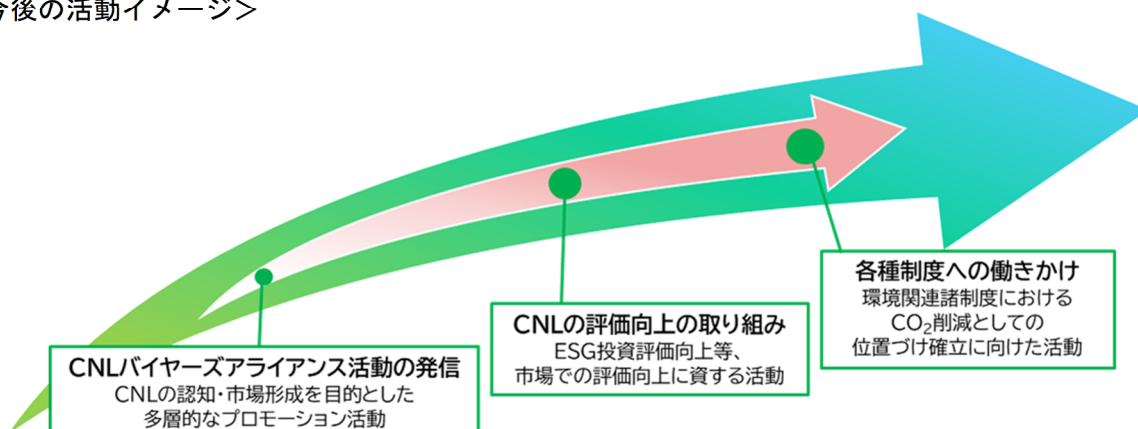 今後の活動イメージ＞
CNLバイヤーズアライアンス活動の発信
CNLの認知・市場形成を目的とした
多層的なプロモーション活動
CNLの評価向上の取り組み
ESG投資評価向上等、
市場での評価向上に資する活動
各種制度への働きかけ
環境関連諸制度における
CO₂削減としての
位置づけ確立に向けた活動